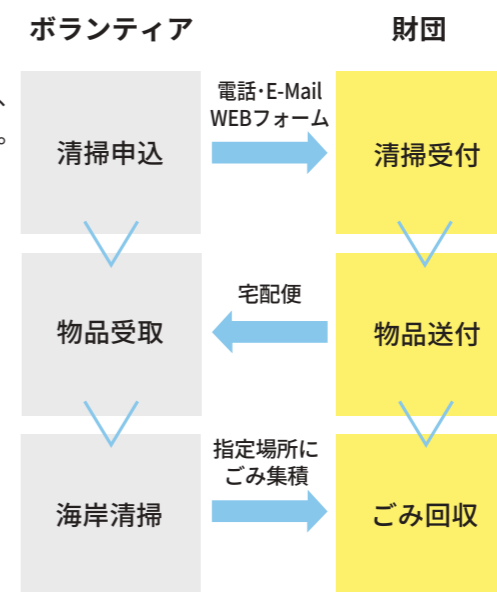 ボランティア
財団
、
。
電話･E-Mail
WEBフォーム
清掃申込
清掃受付
宅配便
物品受取
物品送付
指定場所に
ごみ集積
海岸清掃
ごみ回収